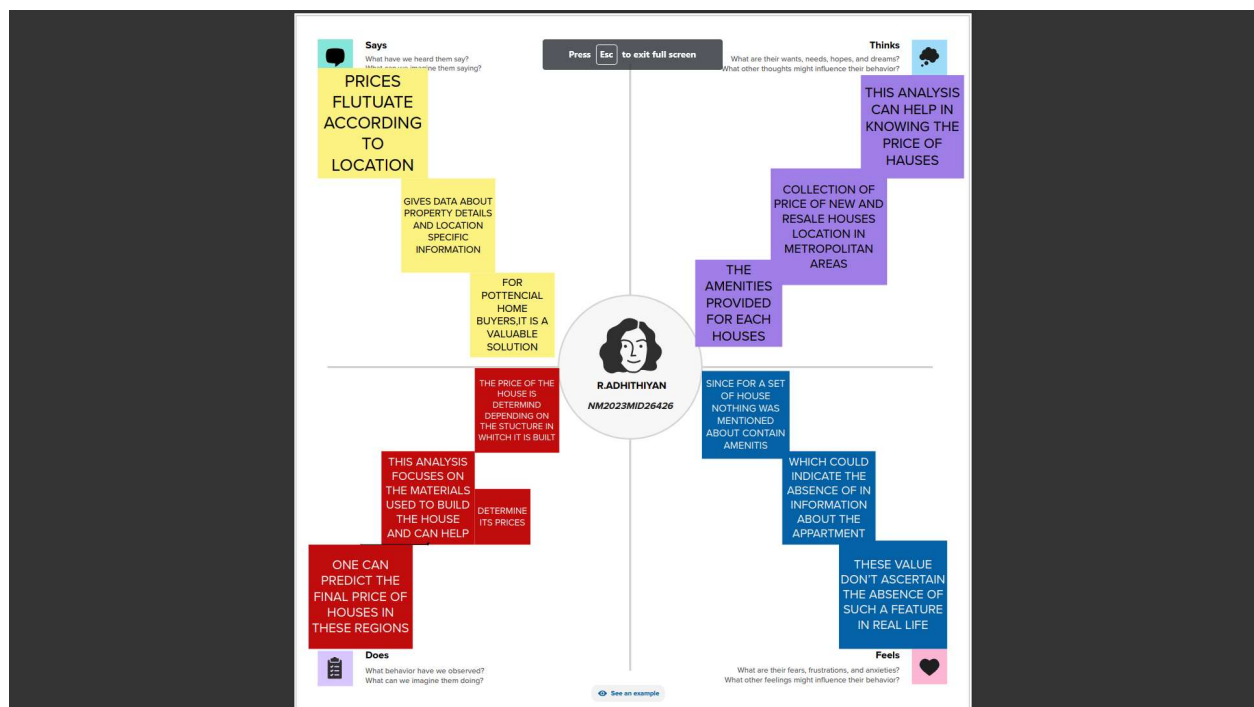 Says
What have we heard them say?
What can we imagine them saying?
Press Esc to exit full screen
Thinks
What are their wants, needs, hopes, and dreams?
What other thoughts might influence their behavior?
PRICES
FLUTUATE
ACCORDING
TO
LOCATION
GIVES DATA ABOUT
PROPERTY DETAILS
AND LOCATION
SPECIFIC
INFORMATION
FOR
POTTENCIAL
HOME
BUYERS,IT IS A
VALUABLE
SOLUTION
THIS ANALYSIS
CAN HELP IN
KNOWING THE
PRICE OF
HAUSES
COLLECTION OF
PRICE OF NEW AND
RESALE HOUSES
LOCATION IN
METROPOLITAN
AREAS
THE
AMENITIES
PROVIDED
FOR EACH
HOUSES
R.ADHITHIYAN
NM2023MID26426
THE PRICE OF THE
HOUSE IS
DETERMIND
DEPENDING ON
THE STUCTURE IN
WHITCH IT IS BUILT
THIS ANALYSIS
FOCUSES ON
THE MATERIALS
USED TO BUILD
THE HOUSE
AND CAN HELP
DETERMINE
ITS PRICES
ONE CAN
PREDICT THE
FINAL PRICE OF
HOUSES IN
THESE REGIONS
SINCE FOR A SET
OF HOUSE
NOTHING WAS
MENTIONED
ABOUT CONTAIN
AMENITIS
WHICH COULD
INDICATE THE
ABSENCE OF IN
INFORMATION
ABOUT THE
APPARTMENT
THESE VALUE
DON'T ASCERTAIN
THE ABSENCE OF
SUCH A FEATURE
IN REAL LIFE
Does
What behavior have we observed?
What can we imagine them doing?
Feels
What are their fears, frustrations, and anxieties?
What other feelings might influence their behavior?
See an example